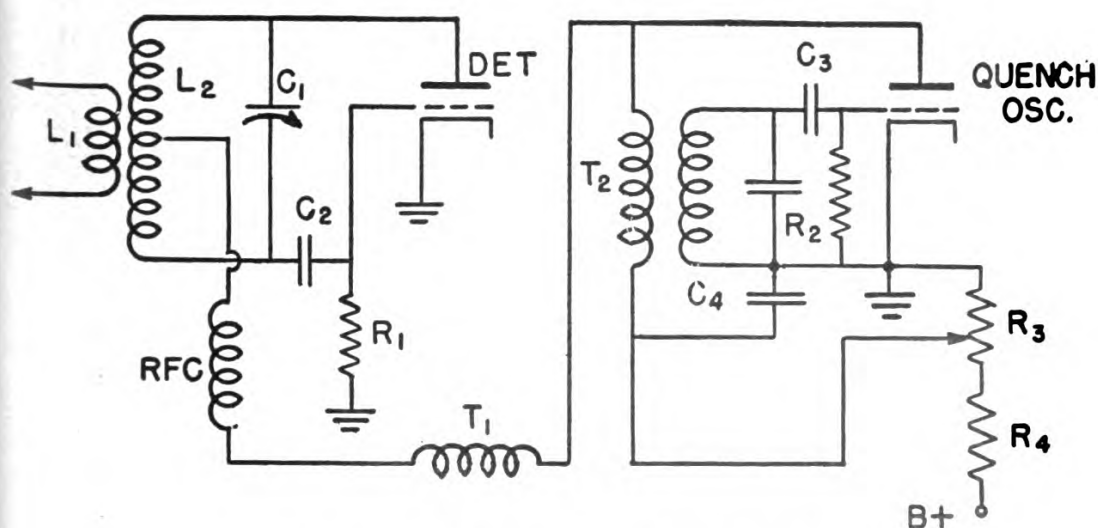 L1
L2
C1
DET
C2
R1
RFC
T1
T2
C3
QUENCH
OSC.
R2
C4
R3
R4
B+